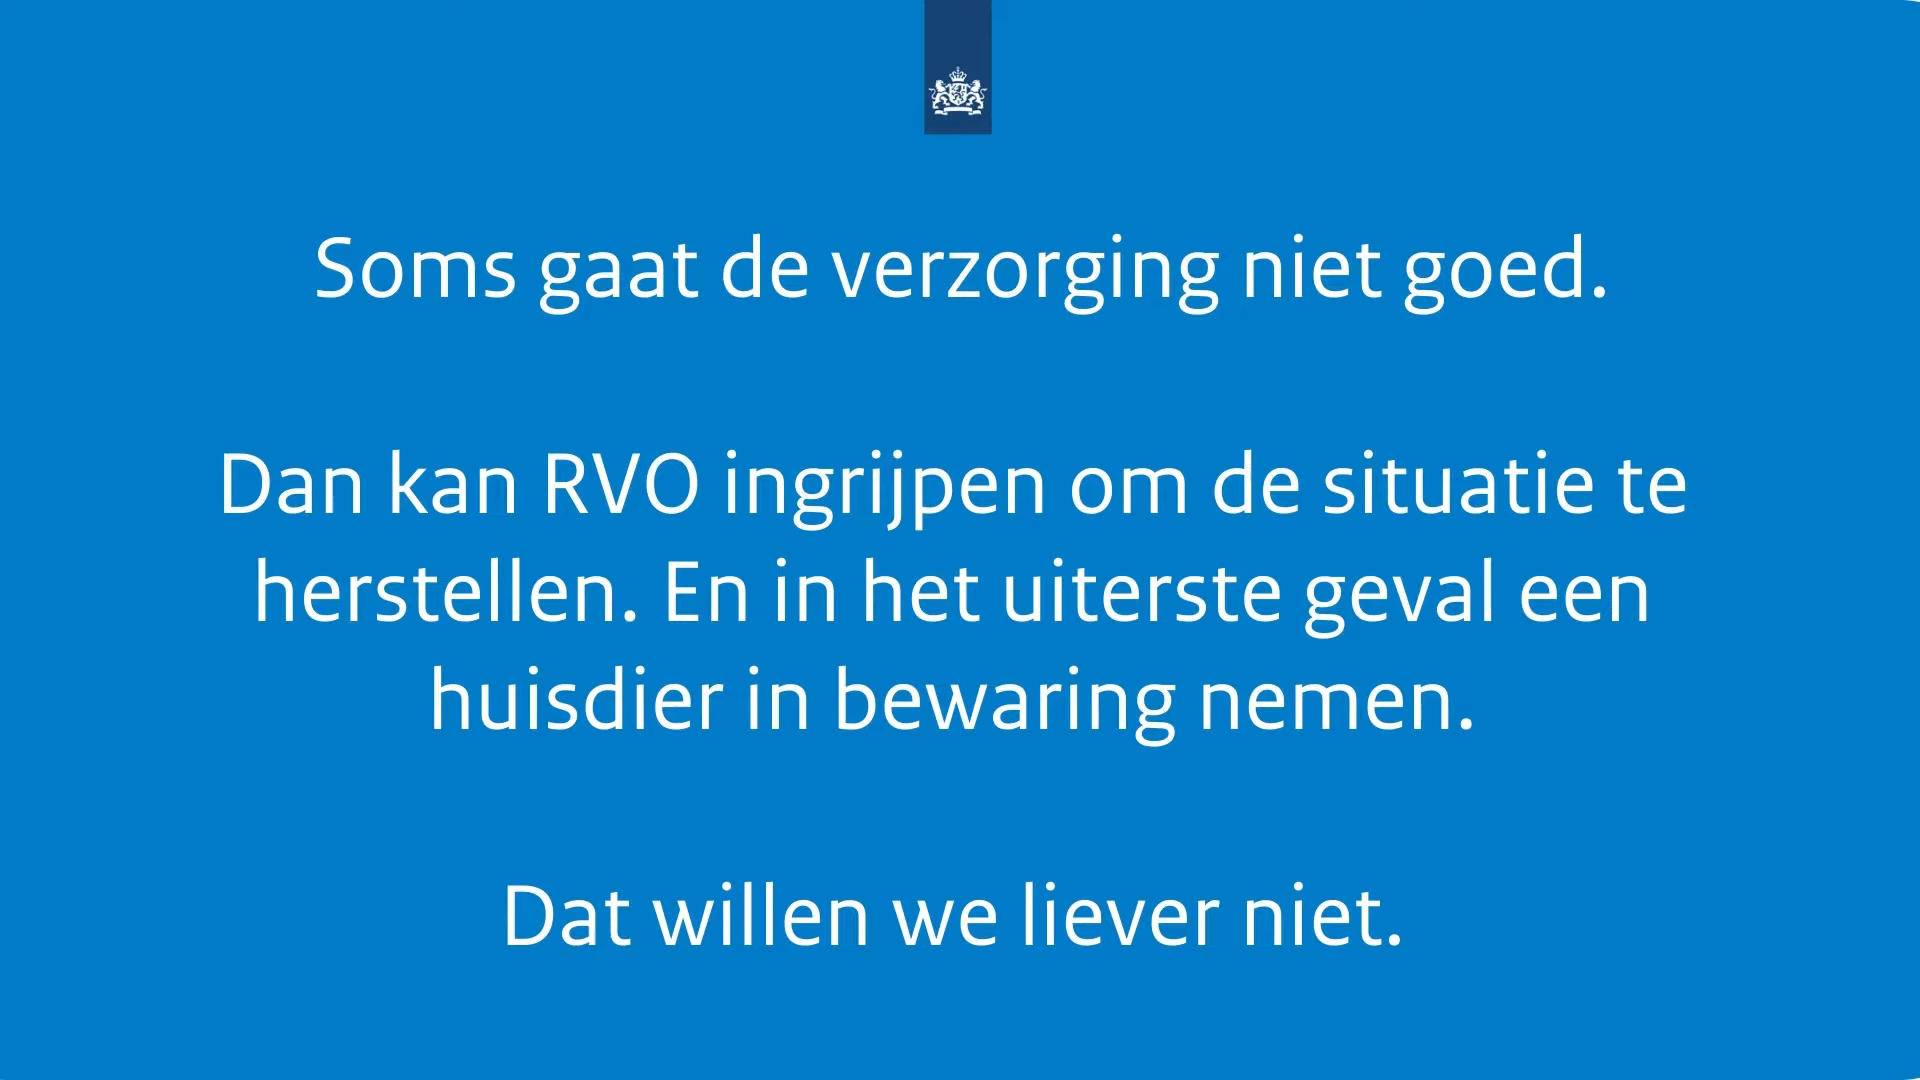 Soms gaat de verzorging niet goed.
Dan kan RVO ingrijpen om de situatie te
herstellen. En in het uiterste geval een
huisdier in bewaring nemen.
Dat willen we liever niet.